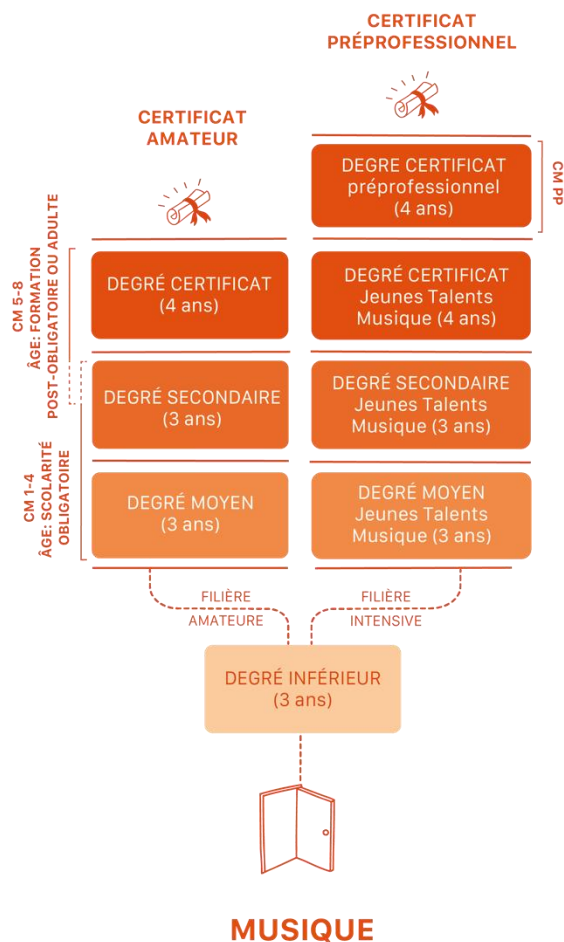 CERTIFICAT
PRÉPROFESSIONNEL
CERTIFICAT
AMATEUR
DEGRE CERTIFICAT
préprofessionnel
(4 ans)
CM PP
DEGRÉ CERTIFICAT
(4 ans)
DEGRÉ CERTIFICAT
Jeunes Talents
Musique (4 ans)
CM 5-8
ÂGE: FORMATION
POST-OBLIGATOIRE OU ADULTE
DEGRÉ SECONDAIRE
(3 ans)
DEGRÉ SECONDAIRE
Jeunes Talents
Musique (3 ans)
CM 1-4
ÂGE: SCOLARITÉ
OBLIGATOIRE
DEGRÉ MOYEN
(3 ans)
DEGRÉ MOYEN
Jeunes Talents
Musique (3 ans)
FILIÈRE
AMATEURE
FILIÈRE
INTENSIVE
DEGRÉ INFÉRIEUR
(3 ans)
MUSIQUE